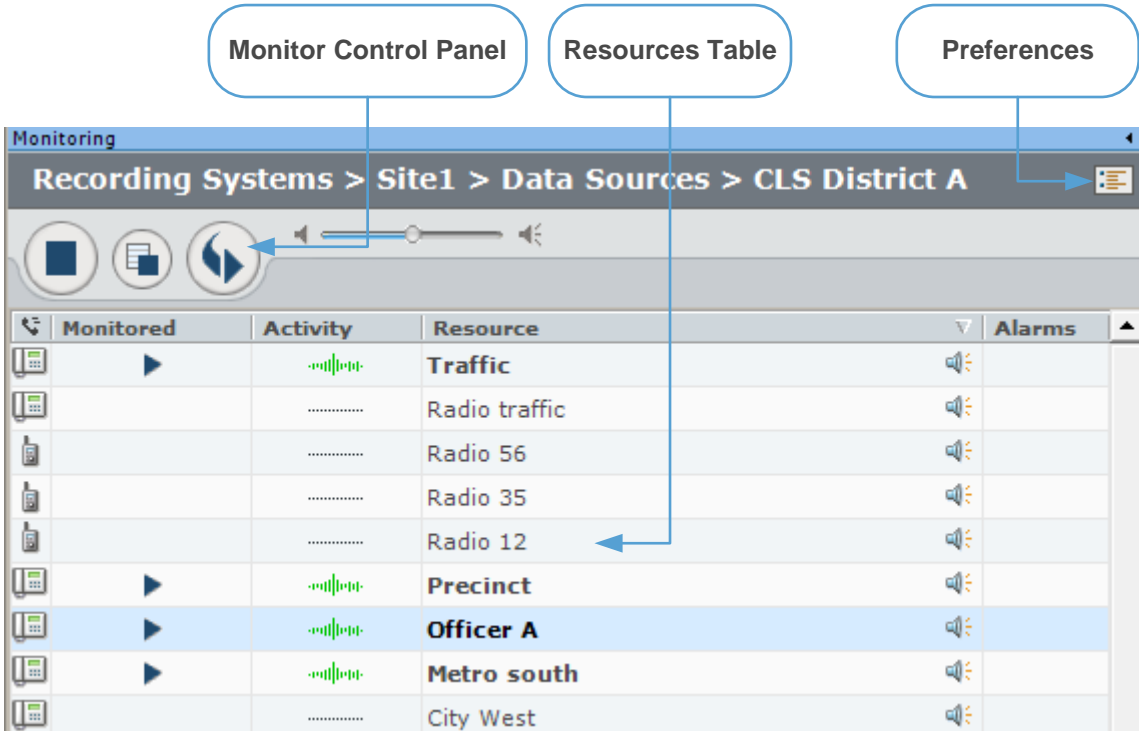 Monitor Control Panel
Resources Table
Preferences
Monitoring
Recording Systems > Site1 > Data Sources > CLS District A
Monitored Activity Resource Alarms
Traffic
Radio traffic
Radio 56
Radio 35
Radio 12
Precinct
Officer A
Metro south
City West